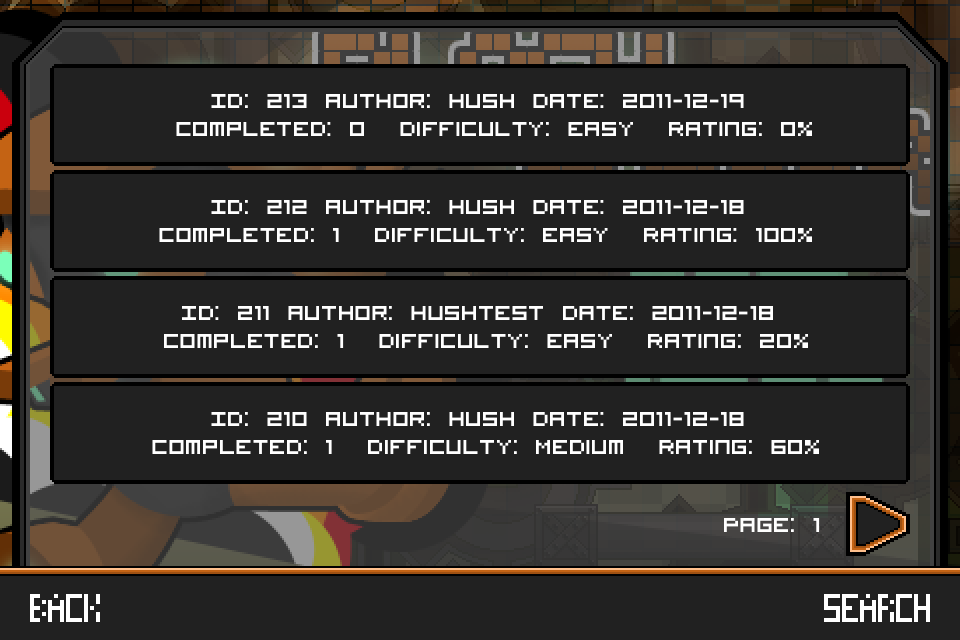 ID: 213 AUTHOR: HUSH DATE: 2011-12-19
COMPLETED: 0 DIFFICULTY: EASY RATING: 0%
ID: 212 AUTHOR: HUSH DATE: 2011-12-18
COMPLETED: 1 DIFFICULTY: EASY RATING: 100%
ID: 211 AUTHOR: HUSHTEST DATE: 2011-12-18
COMPLETED: 1 DIFFICULTY: EASY RATING: 20%
ID: 210 AUTHOR: HUSH DATE: 2011-12-18
COMPLETED: 1 DIFFICULTY: MEDIUM RATING: 60%
PAGE: 1
BACK
SEARCH